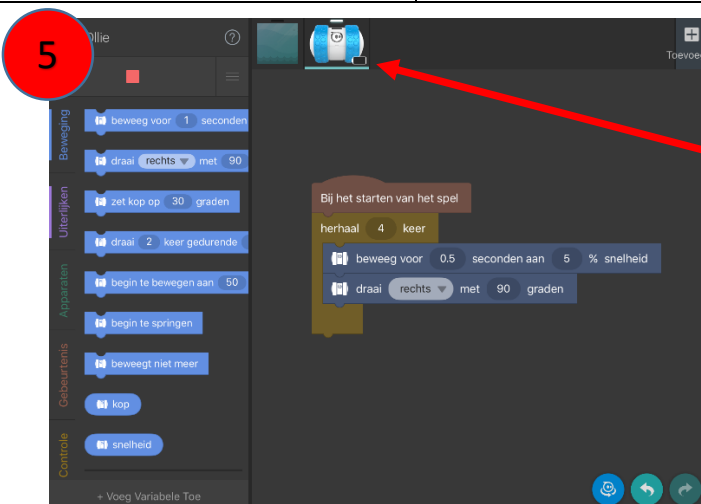 5
Ollie
Toevoe
Beweging
Uiterlijken
Apparaten
Gebeurtenis
Controle
beweeg voor 1 seconden
draai rechts met 90
zet kop op 30 graden
draai 2 keer gedurende
begin te bewegen aan 50
begin te springen
beweegt niet meer
kop
snelheid
+ Voeg Variabele Toe
Bij het starten van het spel
herhaal 4 keer
beweeg voor 0.5 seconden aan 5 % snelheid
draai rechts met 90 graden